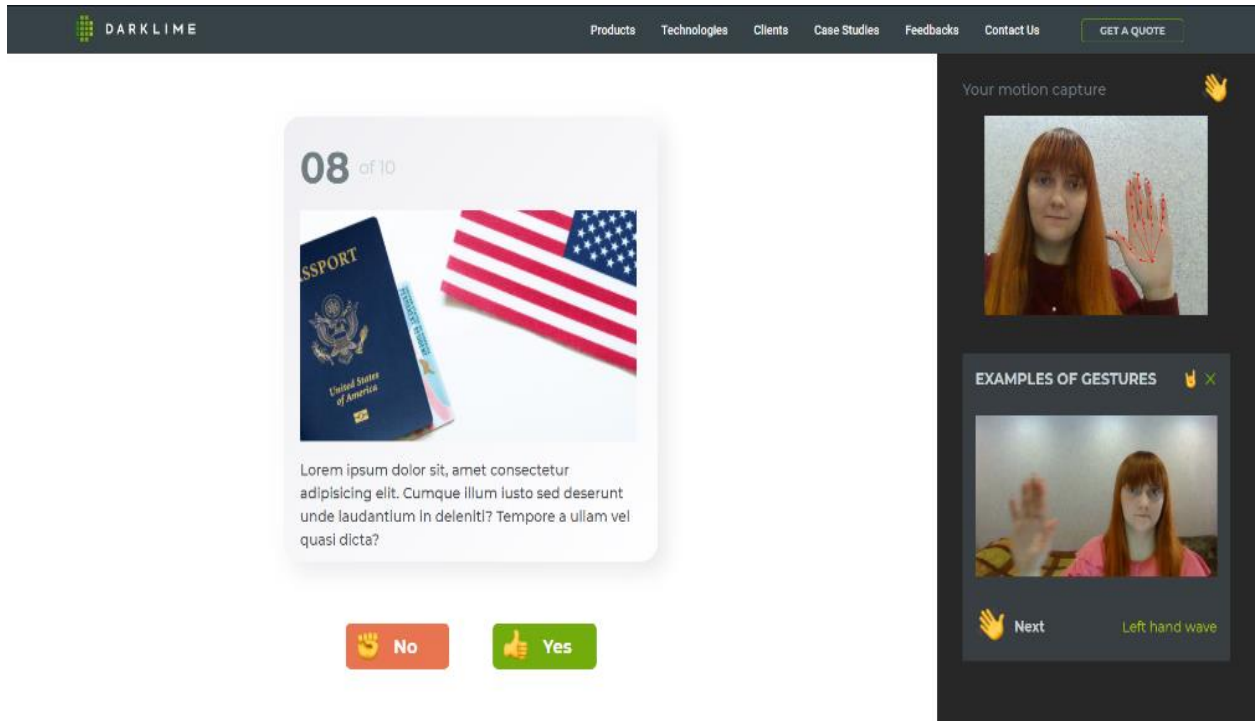 DARKLIME
Products Technologies Clients Case Studies Feedbacks Contact Us GET A QUOTE
08 of 10
SSPORT
United States
of America
Lorem ipsum dolor sit, amet consectetur
adipisicing elit. Cumque illum iusto sed deserunt
unde laudantium in deleniti? Tempore a ullam vel
quasi dicta?
No Yes
Your motion capture
EXAMPLES OF GESTURES
Next Left hand wave